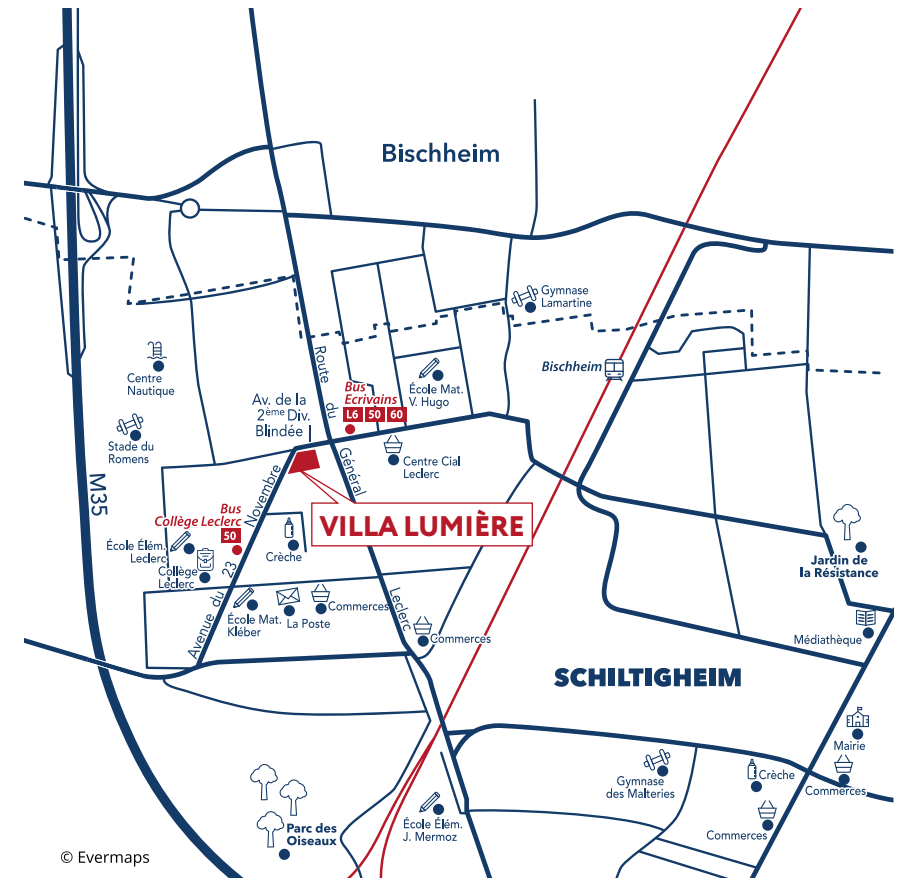 Bischheim
Gymnase
Lamartine
Bischheim
Centre
Nautique
Route du Général Leclerc
Bus
Ecrivains
L6 50 60
École Mat.
V. Hugo
Av. de la
2ème Div.
Blindée
Stade du
Romens
Centre Cial
Leclerc
M35
Avenue du 23 Novembre
Bus
Collège Leclerc
50
VILLA LUMIÈRE
École Élém.
Leclerc
Collège
Leclerc
Crèche
Jardin de
la Résistance
École Mat.
Kléber
La Poste
Commerces
Commerces
Médiathèque
SCHILTIGHEIM
Mairie
Gymnase
des Malteries
Crèche
Commerces
Commerces
Parc des
Oiseaux
École Élém.
J. Mermoz
© Evermaps